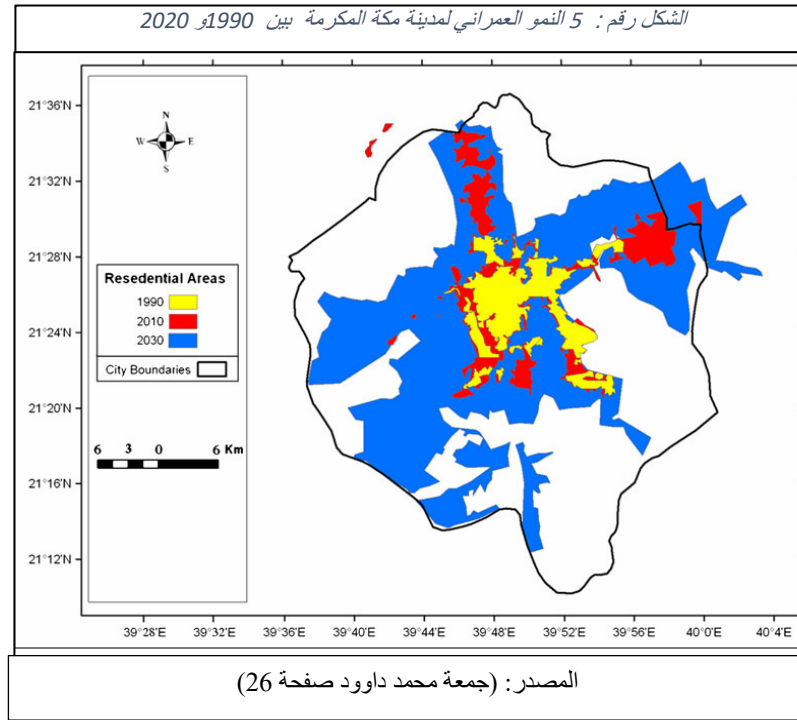 الشكل رقم : 5 النمو العمراني لمدينة مكة المكرمة بين 1990و 2020
N
W E
S
Resedential Areas
1990
2010
2030
City Boundaries
6 3 0 6 Km
21°36'N
21°32'N
21°28'N
21°24'N
21°20'N
21°16'N
21°12'N
39°28'E 39°32'E 39°36'E 39°40'E 39°44'E 39°48'E 39°52'E 39°56'E 40°0'E 40°4'E
المصدر: (جمعة محمد داوود صفحة 26)